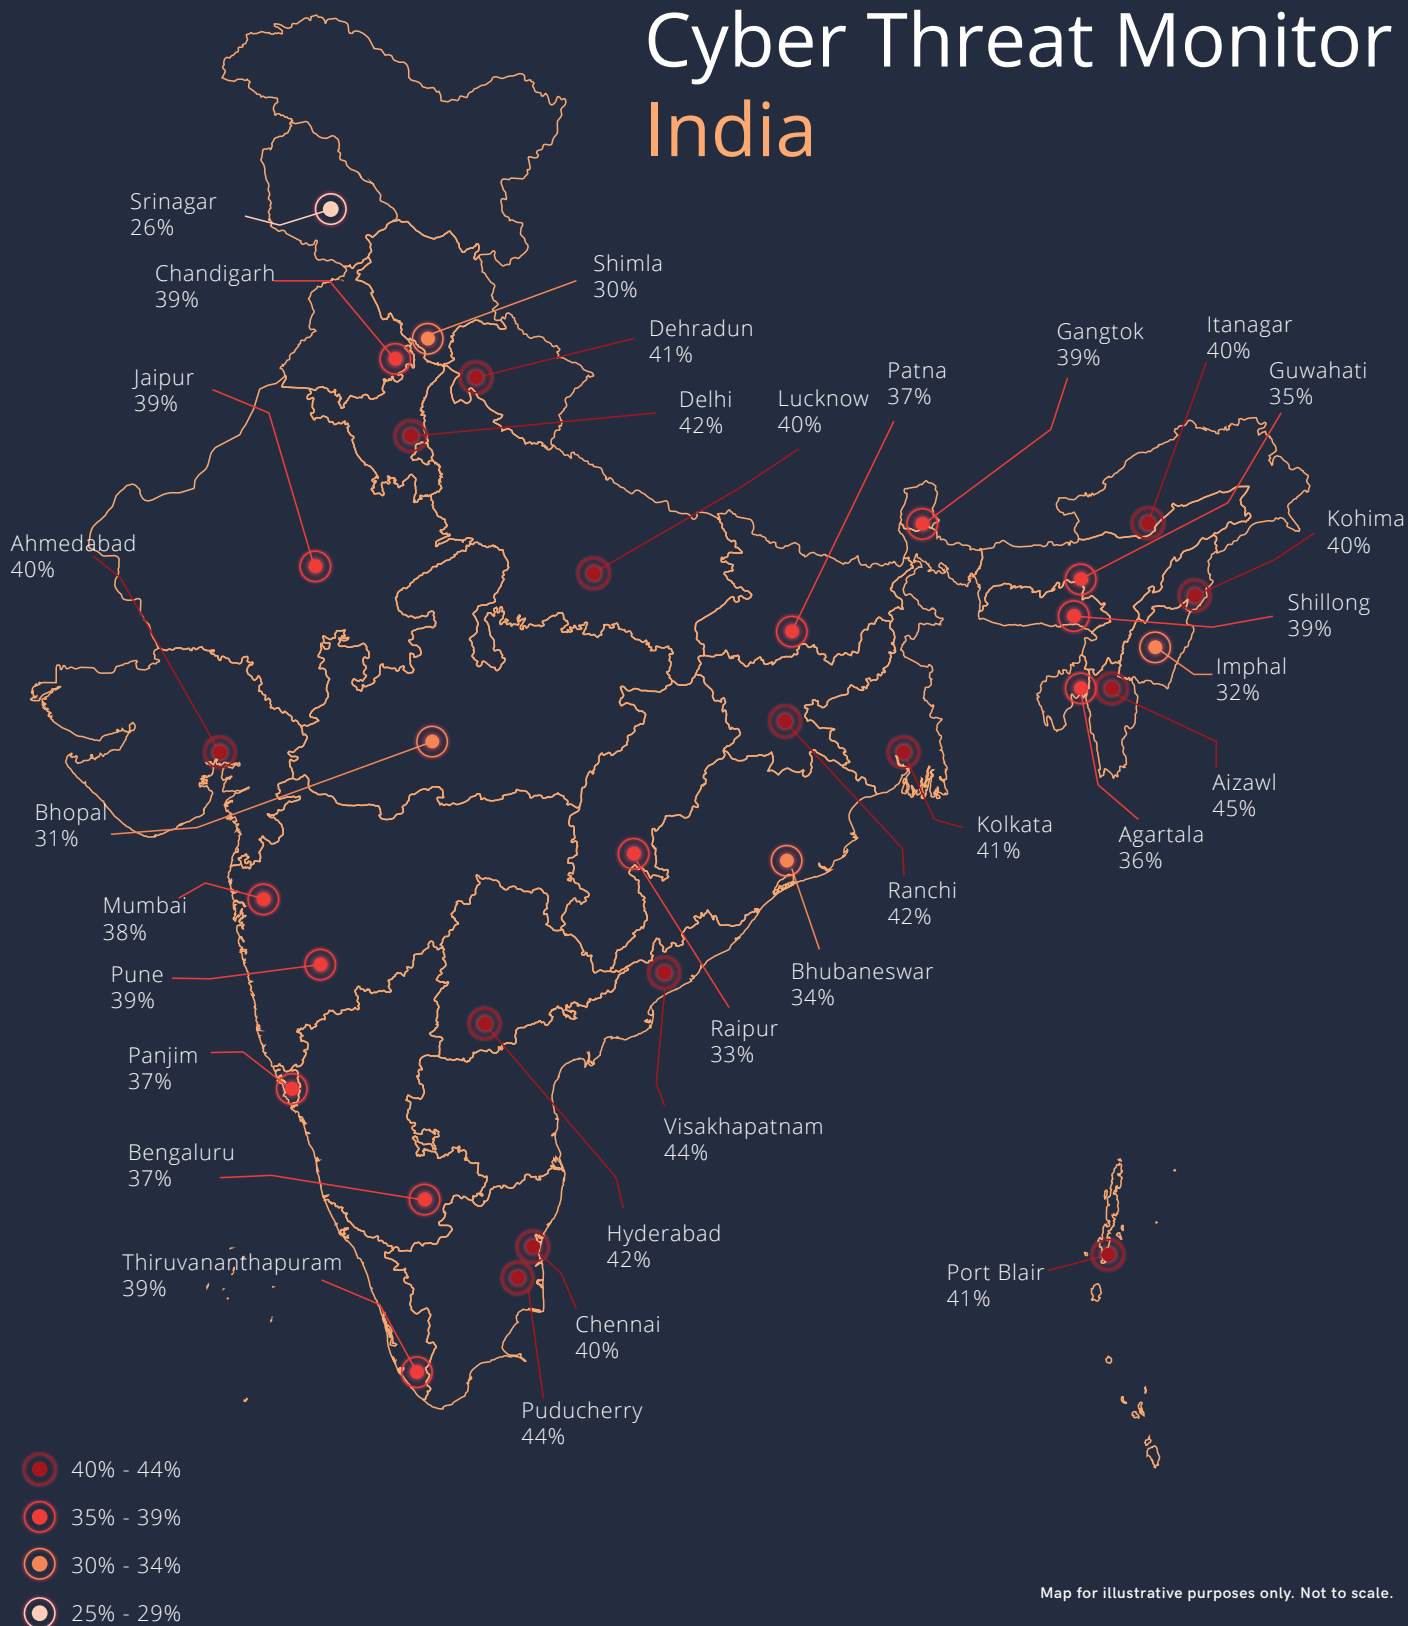 Cyber Threat Monitor
India
Srinagar
26%
Chandigarh
39%
Shimla
30%
Dehradun
41%
Jaipur
39%
Delhi
42%
Lucknow
40%
Patna
37%
Gangtok
39%
Itanagar
40%
Guwahati
35%
Kohima
40%
Ahmedabad
40%
Shillong
39%
Imphal
32%
Aizawl
45%
Agartala
36%
Bhopal
31%
Kolkata
41%
Ranchi
42%
Mumbai
38%
Pune
39%
Bhubaneswar
34%
Raipur
33%
Panjim
37%
Visakhapatnam
44%
Bengaluru
37%
Hyderabad
42%
Thiruvananthapuram
39%
Port Blair
41%
Chennai
40%
Puducherry
44%
40% - 44%
35% - 39%
30% - 34%
25% - 29%
Map for illustrative purposes only. Not to scale.